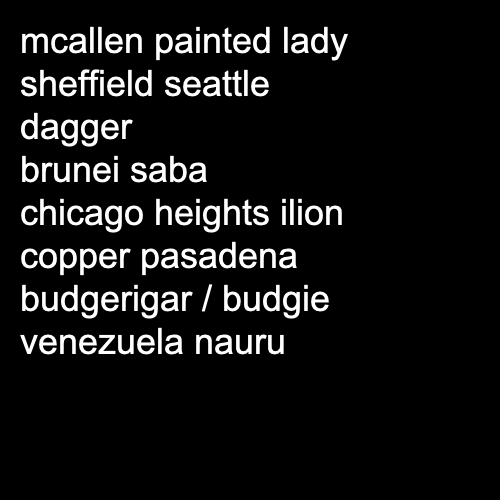 mcallen painted lady
sheffield seattle
dagger
brunei saba
chicago heights ilion
copper pasadena
budgerigar / budgie
venezuela nauru